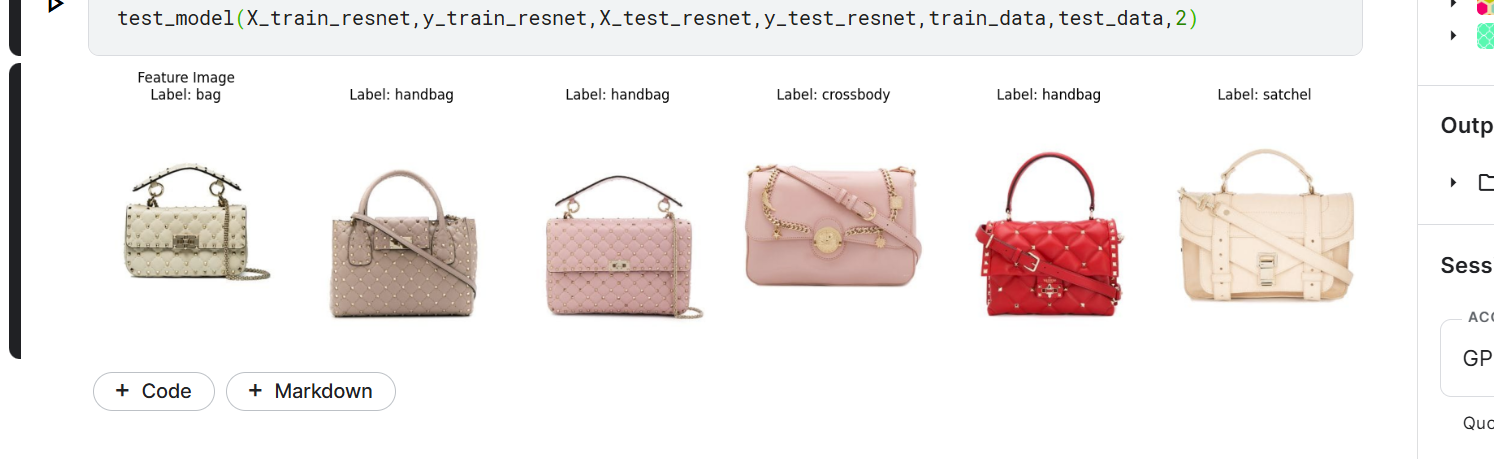 test_model(X_train_resnet,y_train_resnet,X_test_resnet,y_test_resnet,train_data,test_data,2)
Feature Image
Label: bag
Label: handbag
Label: handbag
Label: crossbody
Label: handbag
Label: satchel
+ Code
+ Markdown
Outp
Sess
ACC
GP
Quo